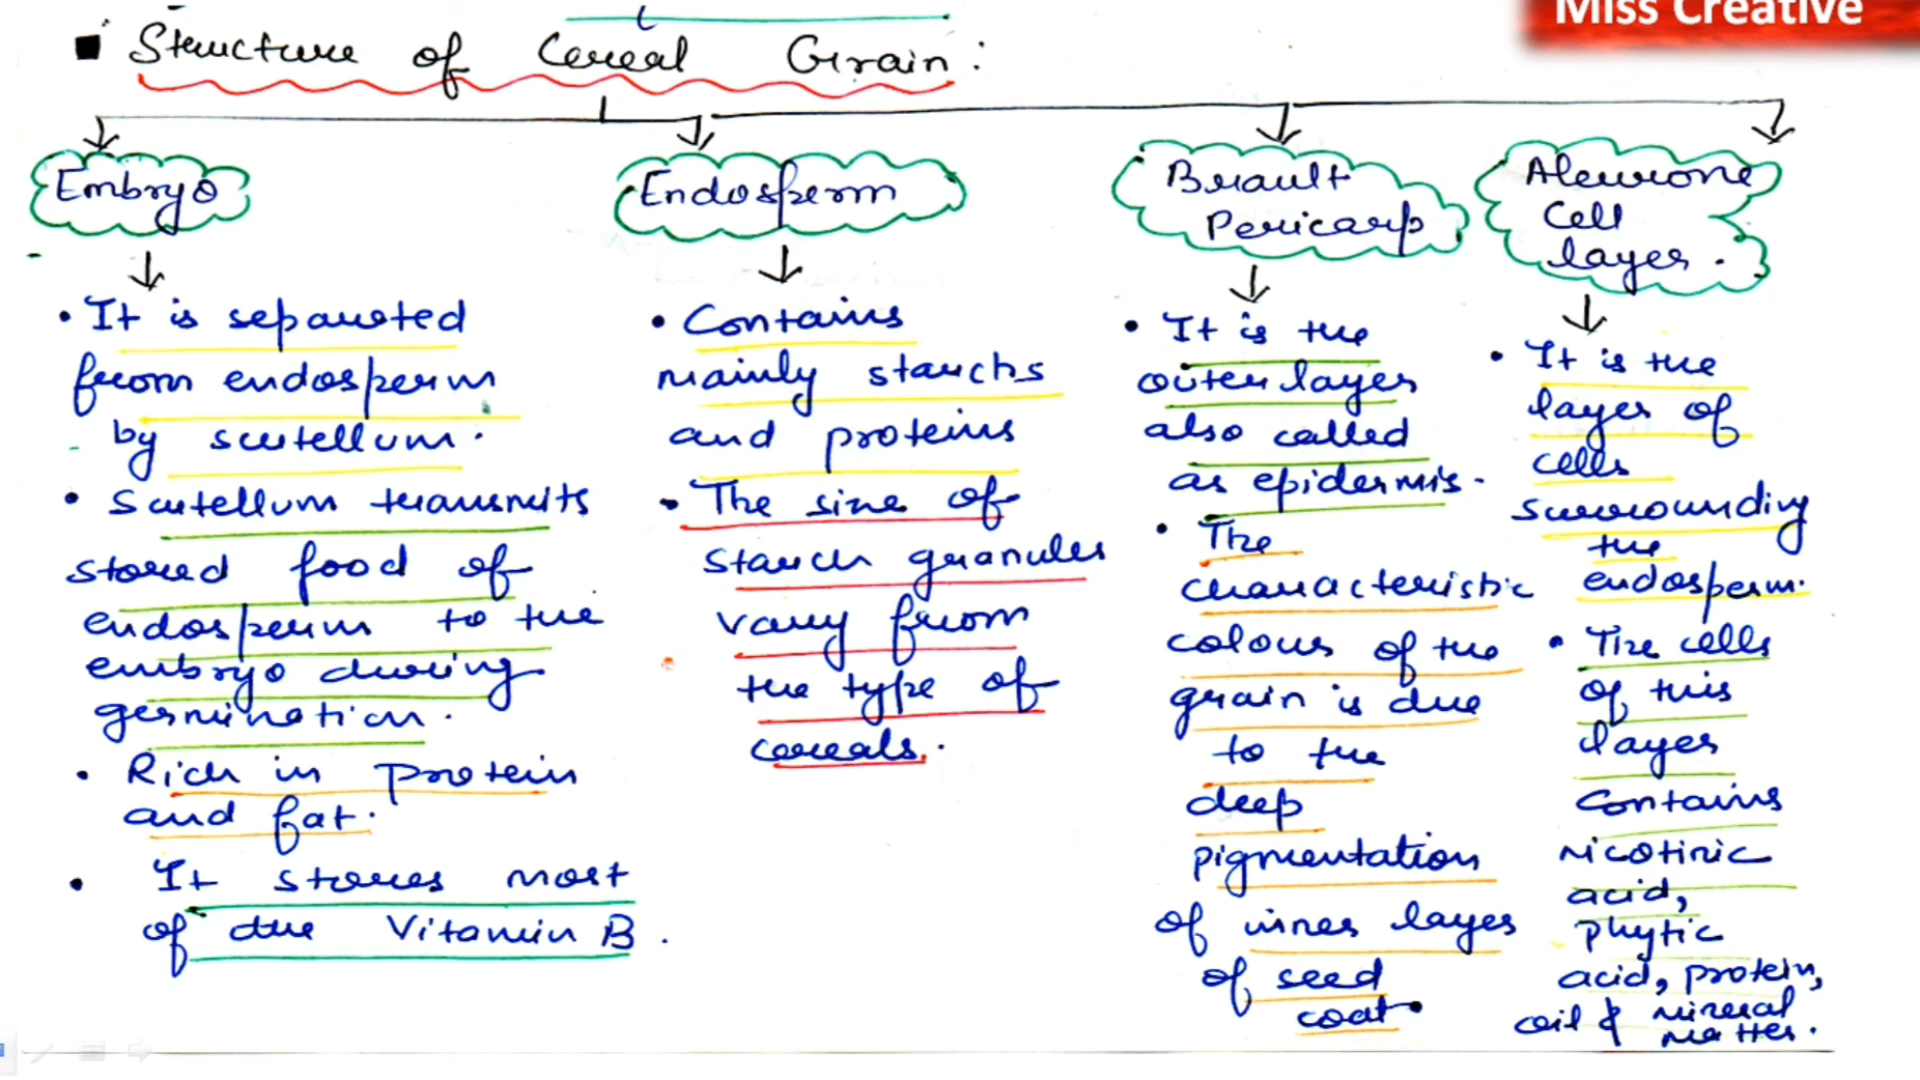 Miss Creative
Structure of Cereal Grain:
Embryo
• It is separated
from endosperm
by scutellum.
• Scutellum transmits
stored food of
endosperm to the
embryo during
germination.
• Rich in protein
and fat.
• It stores most
of the Vitamin B.
Endosperm
• Contains
mainly starchs
and proteins
• The size of
starch granules
vary from
the type of
cereals.
Brault
Pericarp
• It is the
outer layer
also called
as epidermis.
• The
characteristic
colour of the
grain is due
to the
deep
pigmentation
of inner layer
of seed
coat.
Aleurone
Cell
layer.
• It is the
layer of
cells
surrounding
the
endosperm.
• The cells
of this
layer
contains
nicotinic
acid,
phytic
acid, protein,
oil & mineral
matter.